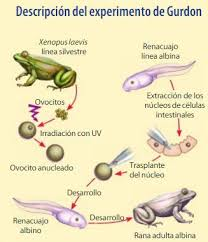 Descripción del experimento de Gurdon
Xenopus laevis
línea silvestre
Renacuajo
línea albina
Ovocitos
Extracción de los
núcleos de células
intestinales
Irradiación con UV
Ovocito anucleado
Trasplante
del núcleo
Desarrollo
Renacuajo
albino
Desarrollo
Rana adulta albina